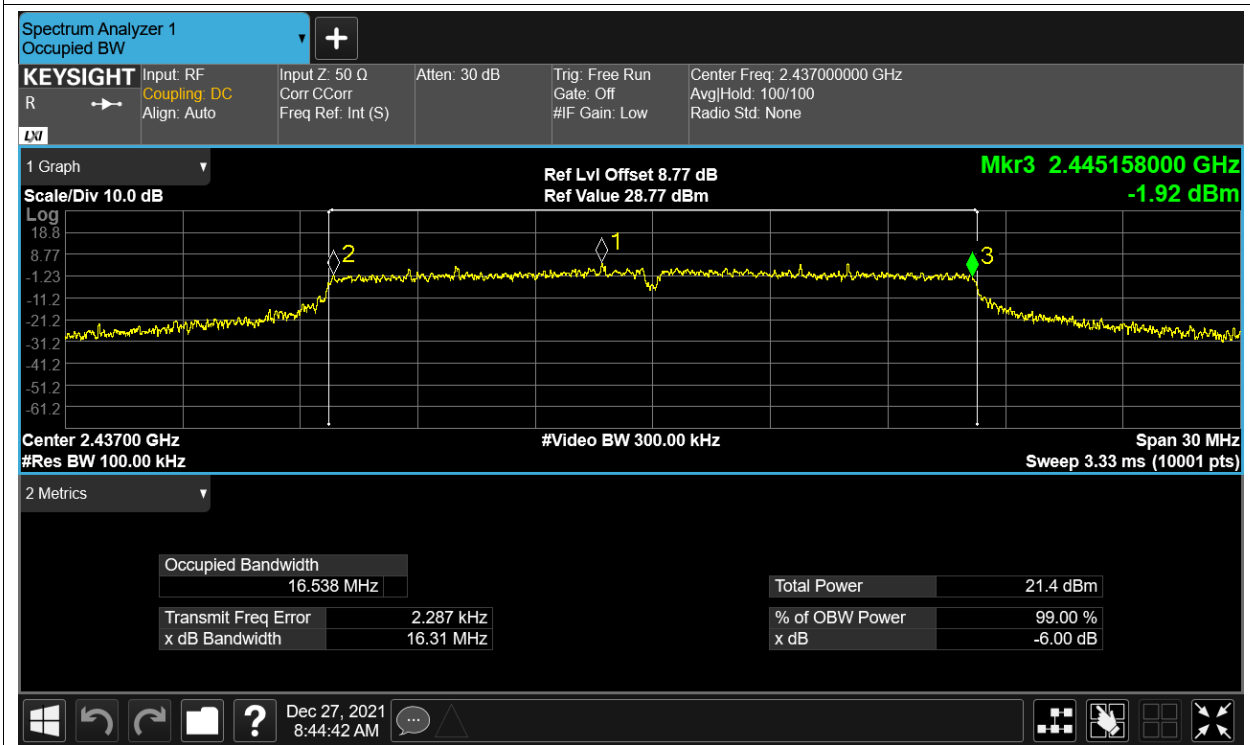 Spectrum Analyzer 1
Occupied BW
KEYSIGHT
R
LXI
Input: RF
Coupling: DC
Align: Auto
Input Z: 50 Ω
Corr CCorr
Freq Ref: Int (S)
Atten: 30 dB
Trig: Free Run
Gate: Off
#IF Gain: Low
Center Freq: 2.437000000 GHz
Avg|Hold: 100/100
Radio Std: None
1 Graph
Scale/Div 10.0 dB
Ref Lvl Offset 8.77 dB
Ref Value 28.77 dBm
Mkr3 2.445158000 GHz
-1.92 dBm
Log
18.8
8.77
-1.23
-11.2
-21.2
-31.2
-41.2
-51.2
-61.2
2
1
3
Center 2.43700 GHz
#Res BW 100.00 kHz
#Video BW 300.00 kHz
Span 30 MHz
Sweep 3.33 ms (10001 pts)
2 Metrics
Occupied Bandwidth
16.538 MHz
Transmit Freq Error 2.287 kHz
x dB Bandwidth 16.31 MHz
Total Power 21.4 dBm
% of OBW Power 99.00 %
x dB -6.00 dB
?
Dec 27, 2021
8:44:42 AM